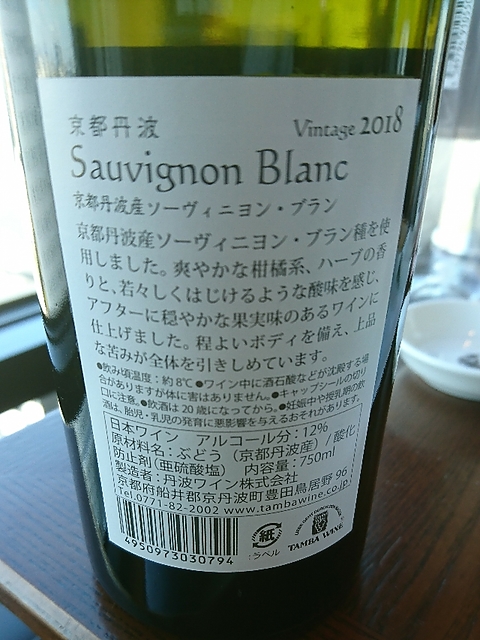 京都丹波
Vintage 2018
Sauvignon Blanc
京都丹波産ソーヴィニヨン・ブラン
京都丹波産ソーヴィニヨン・ブラン種を使
用しました。爽やかな柑橘系、ハーブの香
りと、若々しくはじけるような酸味を感じ、
アフターに穏やかな果実味のあるワインに
仕上げました。程よいボディを備え、上品
な苦みが全体を引きしめています。
●飲み頃温度：約8℃ ●ワイン中に酒石酸などが沈殿する場
合がありますが体に害はありません。●キャップシールの切り
口に注意。●飲酒は20歳になってから。●妊娠中や授乳期の飲
酒は、胎児・乳児の発育に悪影響を与えるおそれがあります。
日本ワイン アルコール分：12%
原材料名：ぶどう（京都丹波産）/酸化
防止剤(亜硫酸塩) 内容量：750ml
製造者：丹波ワイン株式会社
京都府船井郡京丹波町豊田鳥居野96
Tel.0771-82-2002 www.tambawine.co.jp
4950973030794
紙
:ラベル
TAMBA WINE